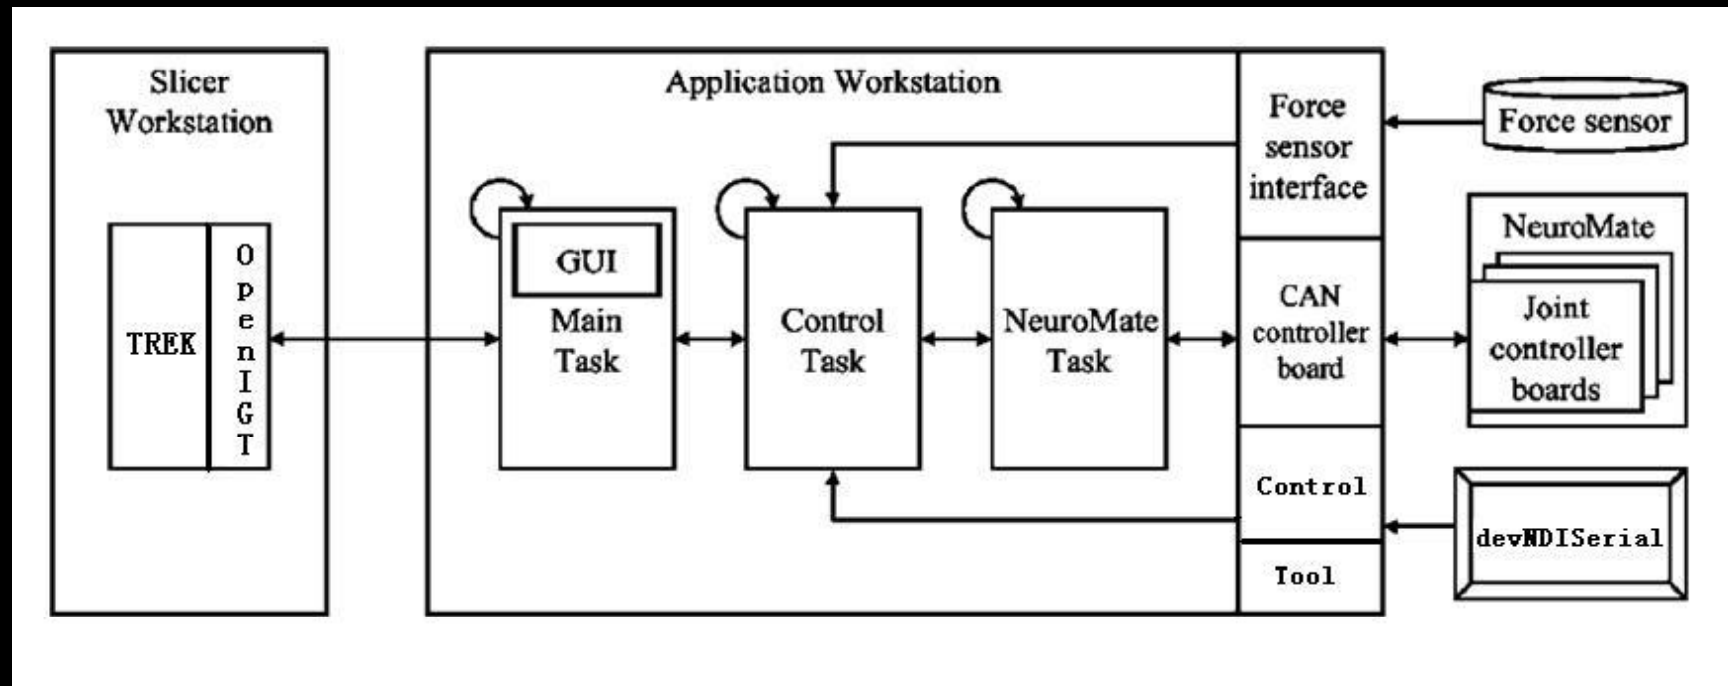 Slicer
Workstation
TREK
OpenIGT
Application Workstation
GUI
Main
Task
Control
Task
NeuroMate
Task
Force
sensor
interface
CAN
controller
board
Control
Tool
Force sensor
NeuroMate
Joint
controller
boards
devNDISerial